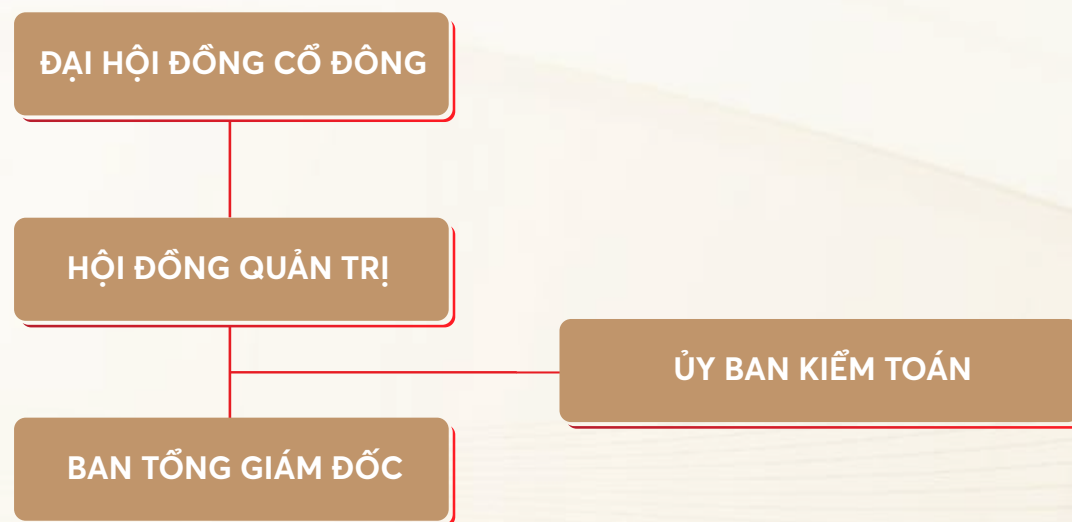 ĐẠI HỘI ĐỒNG CỔ ĐÔNG
HỘI ĐỒNG QUẢN TRỊ
ỦY BAN KIỂM TOÁN
BAN TỔNG GIÁM ĐỐC